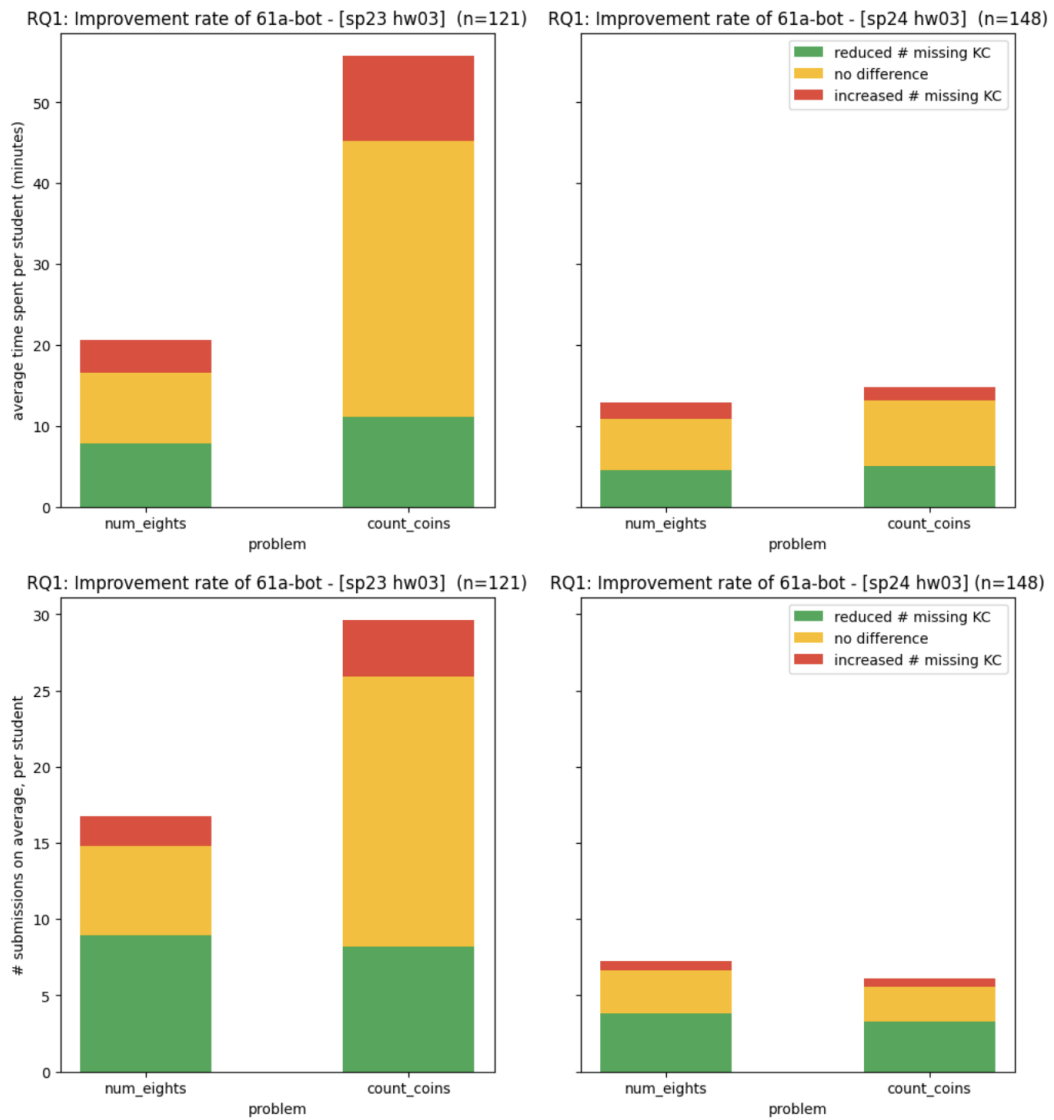 RQ1: Improvement rate of 61a-bot - [sp23 hw03]  (n=121)
RQ1: Improvement rate of 61a-bot - [sp24 hw03]  (n=148)
reduced # missing KC
no difference
increased # missing KC
average time spent per student (minutes)
50
40
30
20
10
0
num_eights
count_coins
problem
num_eights
count_coins
problem
RQ1: Improvement rate of 61a-bot - [sp23 hw03]  (n=121)
RQ1: Improvement rate of 61a-bot - [sp24 hw03] (n=148)
reduced # missing KC
no difference
increased # missing KC
# submissions on average, per student
30
25
20
15
10
5
0
num_eights
count_coins
problem
num_eights
count_coins
problem